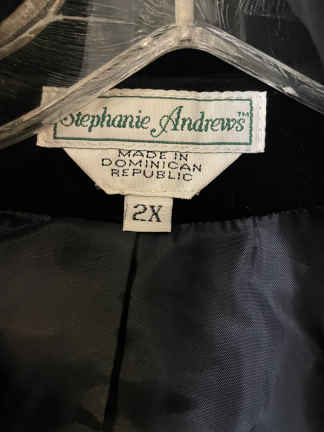 Stephanie Andrews™
MADE IN
DOMINICAN
REPUBLIC
2X